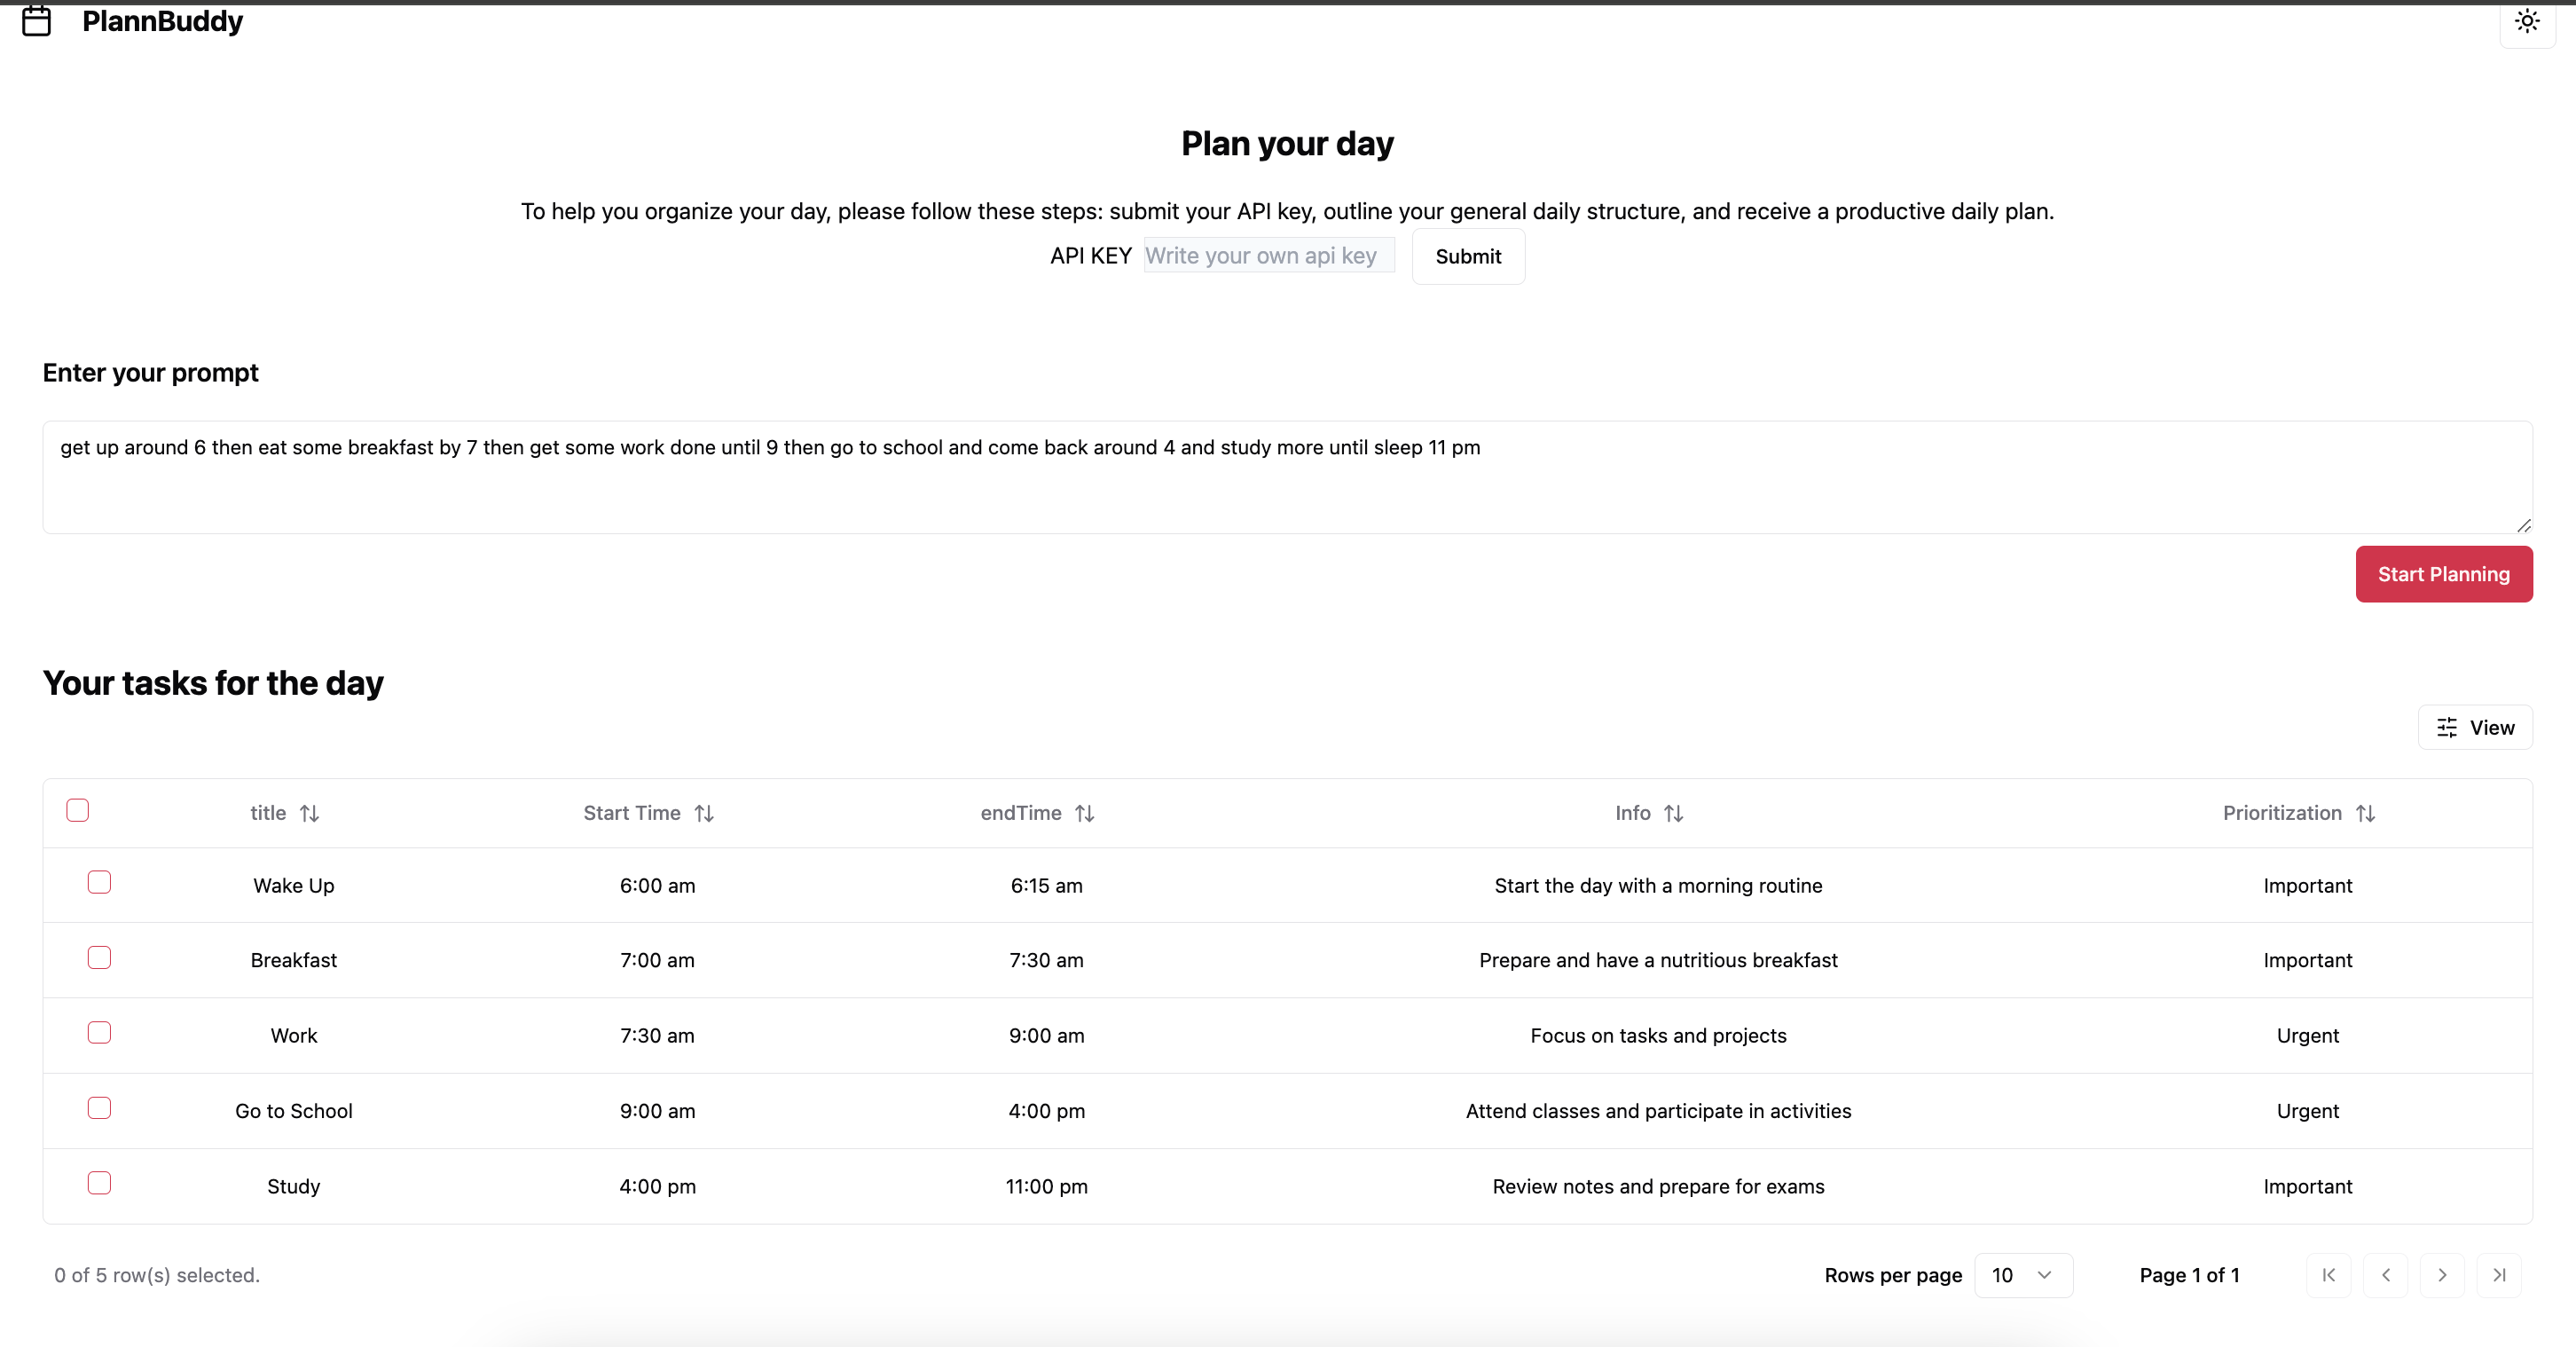 PlannBuddy
Plan your day
To help you organize your day, please follow these steps: submit your API key, outline your general daily structure, and receive a productive daily plan.
API KEY Write your own api key Submit
Enter your prompt
get up around 6 then eat some breakfast by 7 then get some work done until 9 then go to school and come back around 4 and study more until sleep 11 pm
Start Planning
Your tasks for the day
View
title Start Time endTime Info Prioritization
Wake Up 6:00 am 6:15 am Start the day with a morning routine Important
Breakfast 7:00 am 7:30 am Prepare and have a nutritious breakfast Important
Work 7:30 am 9:00 am Focus on tasks and projects Urgent
Go to School 9:00 am 4:00 pm Attend classes and participate in activities Urgent
Study 4:00 pm 11:00 pm Review notes and prepare for exams Important
0 of 5 row(s) selected. Rows per page 10 Page 1 of 1